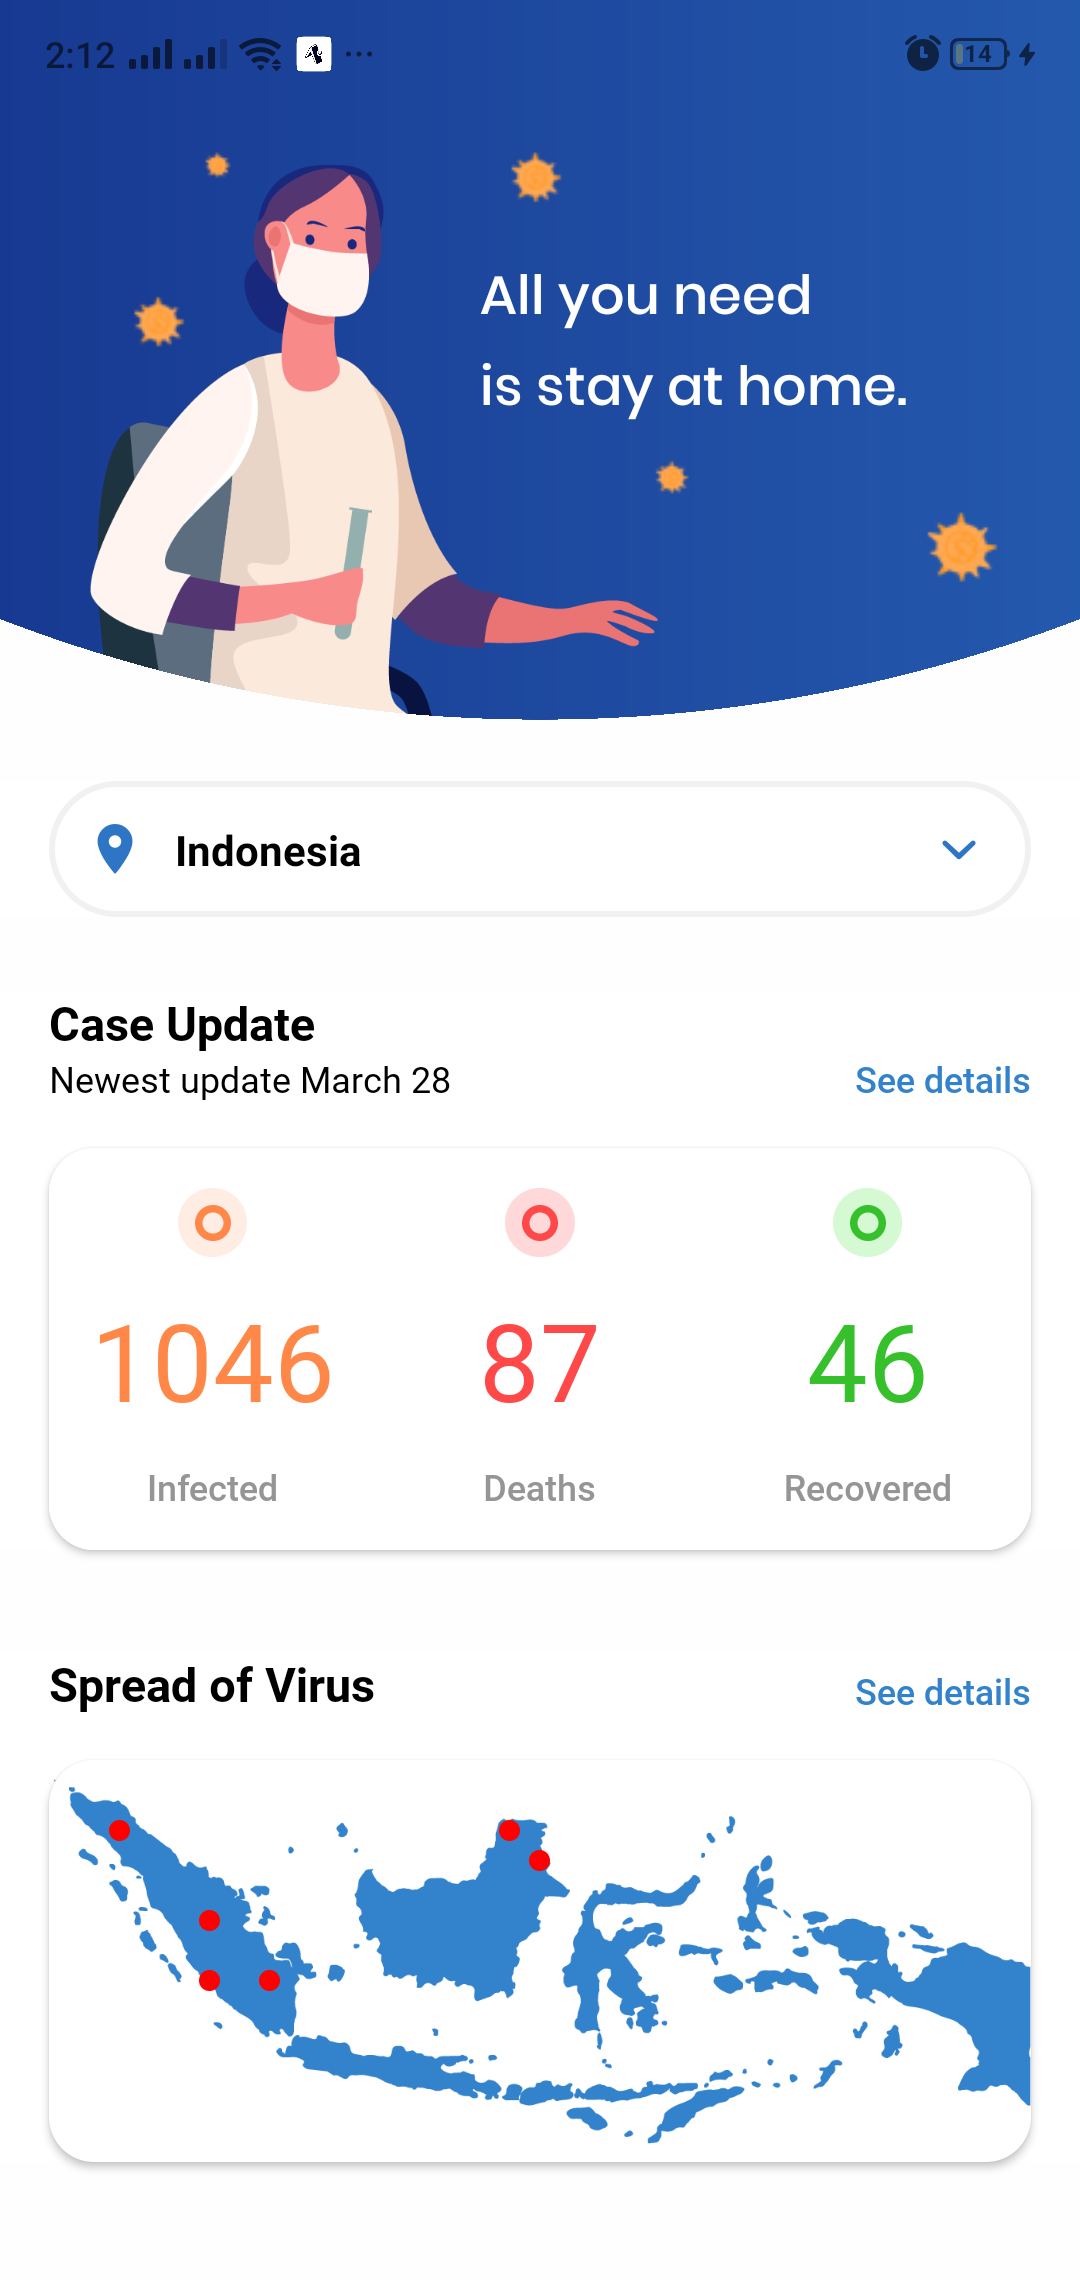 2:12
14
All you need
is stay at home.
Indonesia
Case Update
Newest update March 28
See details
1046
87
46
Infected
Deaths
Recovered
Spread of Virus
See details